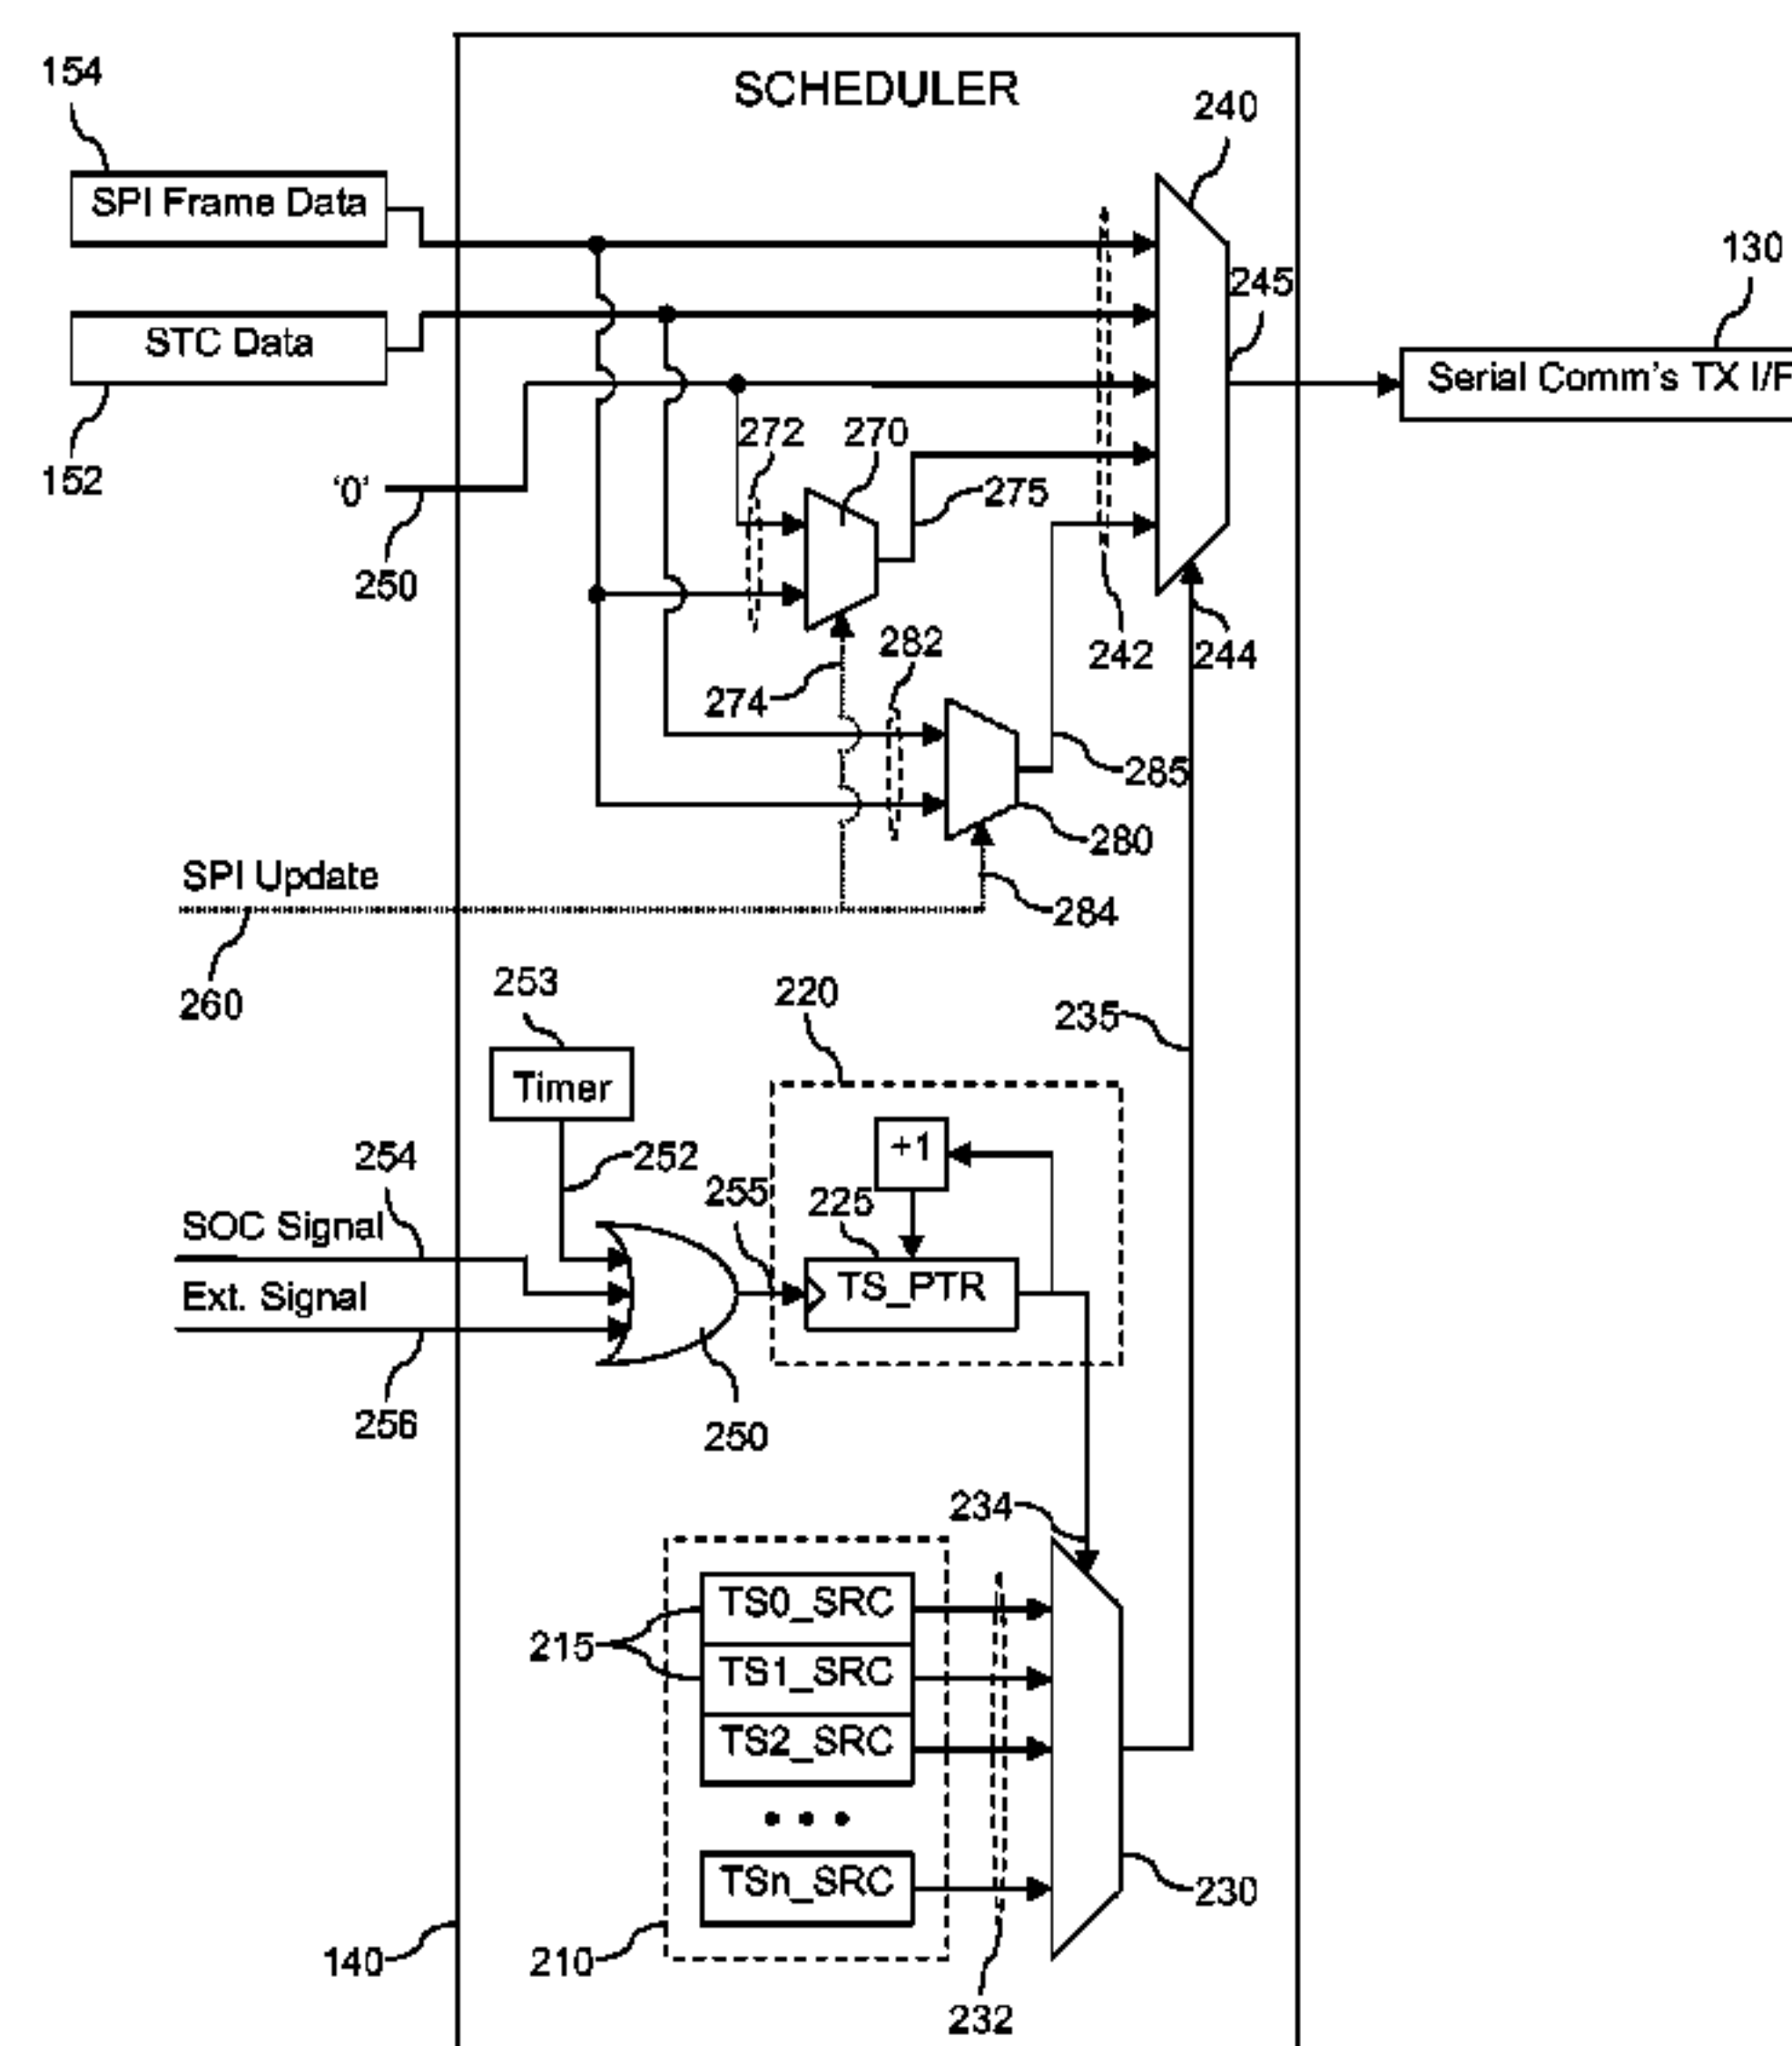 154
SCHEDULER
240
SPI Frame Data
130
245
STC Data
Serial Comm's TX I/F
152
'0'
272
270
275
250
282
242
244
274
285
280
SPI Update
284
260
253
220
235
Timer
+1
254
252
255
225
SOC Signal
TS_PTR
Ext. Signal
256
250
234
TS0_SRC
215
TS1_SRC
TS2_SRC
• • •
TSn_SRC
230
140
210
232